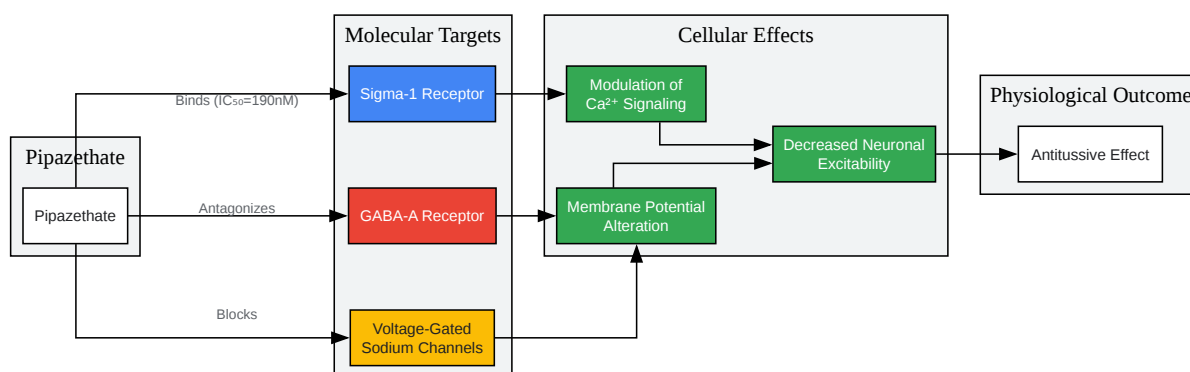 Molecular Targets
Cellular Effects
Sigma-1 Receptor
Modulation of
Ca²⁺ Signaling
Binds (IC₅₀=190nM)
Physiological Outcome
Pipazethate
Decreased Neuronal
Excitability
Antitussive Effect
Pipazethate
Antagonizes
GABA-A Receptor
Membrane Potential
Alteration
Blocks
Voltage-Gated
Sodium Channels